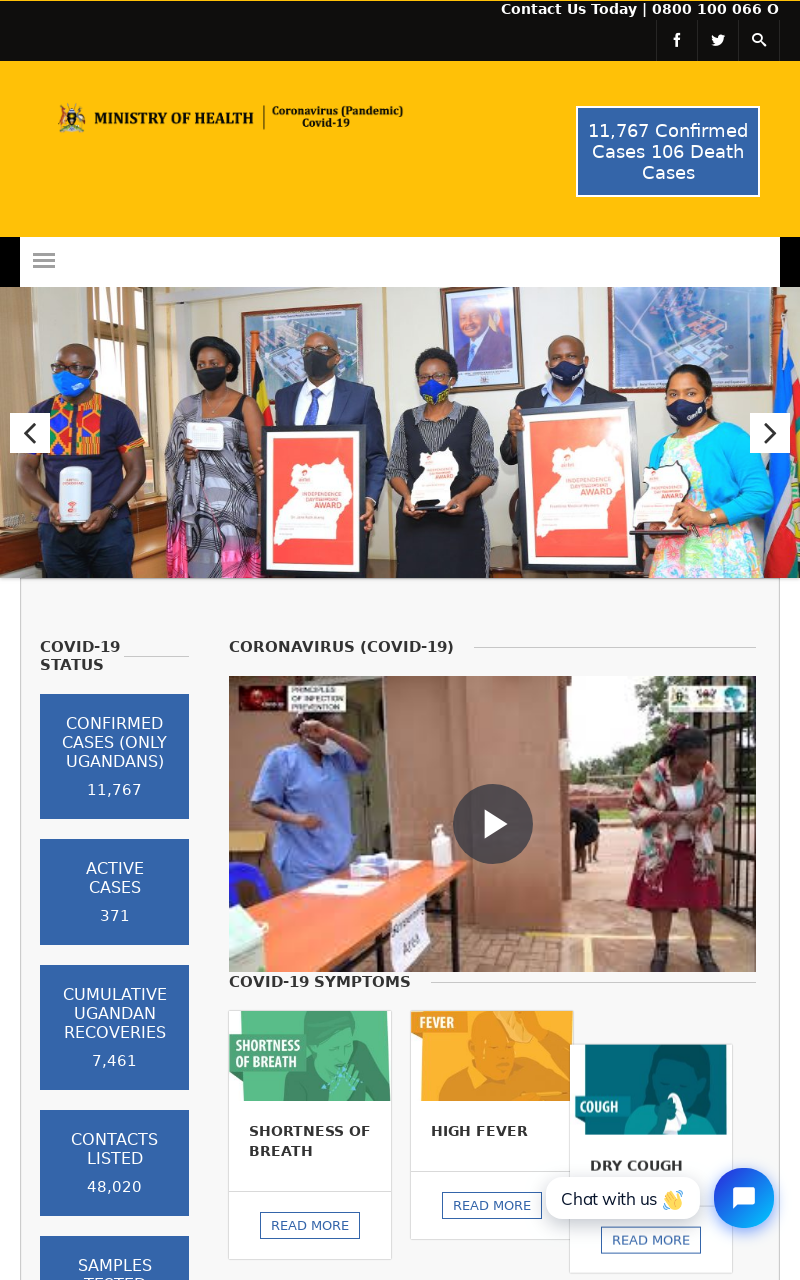 Contact Us Today | 0800 100 066 O
MINISTRY OF HEALTH
Coronavirus (Pandemic)
Covid-19
11,767 Confirmed
Cases 106 Death
Cases
airtel
INDEPENDENCE
AWARD
INDEPENDENCE
AWARD
INDEPENDENCE
AWARD
COVID-19
STATUS
CONFIRMED
CASES (ONLY
UGANDANS)
11,767
ACTIVE
CASES
371
CUMULATIVE
UGANDAN
RECOVERIES
7,461
CONTACTS
LISTED
48,020
SAMPLES
TESTED
CORONAVIRUS (COVID-19)
PRINCIPLES
OF INFECTION
PREVENTION
Area
COVID-19 SYMPTOMS
SHORTNESS
OF BREATH
SHORTNESS OF
BREATH
READ MORE
FEVER
HIGH FEVER
READ MORE
COUGH
DRY COUGH
READ MORE
Chat with us